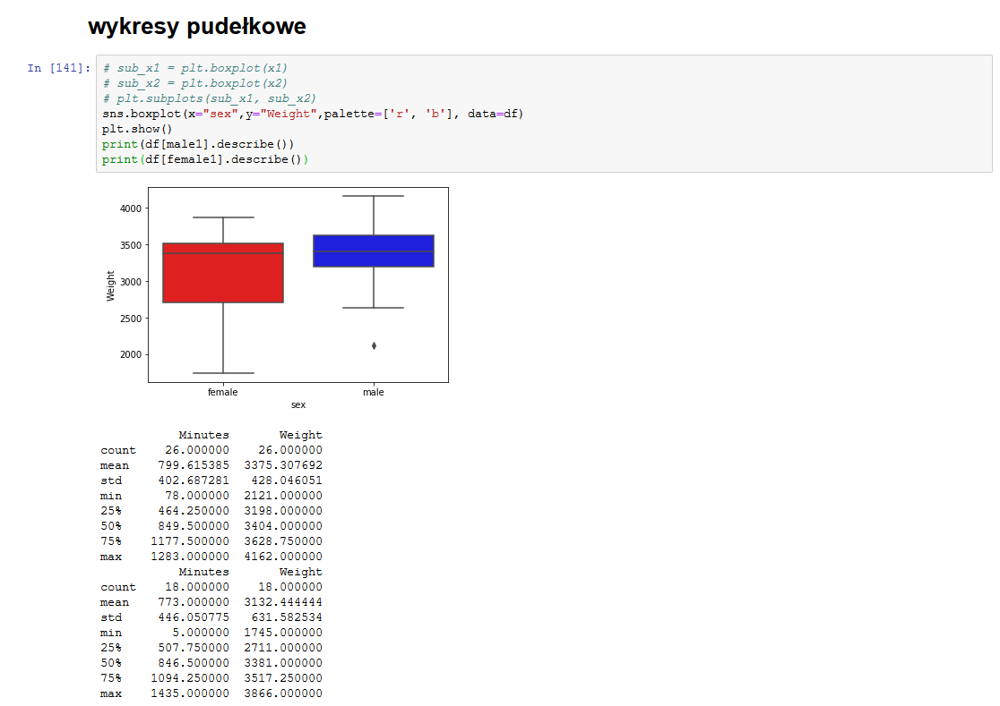 wykresy pudełkowe
In [141]:
# sub_x1 = plt.boxplot(x1)
# sub_x2 = plt.boxplot(x2)
# plt.subplots(sub_x1, sub_x2)
sns.boxplot(x="sex",y="Weight",palette=['r', 'b'], data=df)
plt.show()
print(df[male1].describe())
print(df[female1].describe())
4000
3500
3000
2500
2000
Weight
female male
sex
Minutes Weight
count 26.000000 26.000000
mean 799.615385 3375.307692
std 402.687281 428.046051
min 78.000000 2121.000000
25% 464.250000 3198.000000
50% 849.500000 3404.000000
75% 1177.500000 3628.750000
max 1283.000000 4162.000000
Minutes Weight
count 18.000000 18.000000
mean 773.000000 3132.444444
std 446.050775 631.582534
min 5.000000 1745.000000
25% 507.750000 2711.000000
50% 846.500000 3381.000000
75% 1094.250000 3517.250000
max 1435.000000 3866.000000